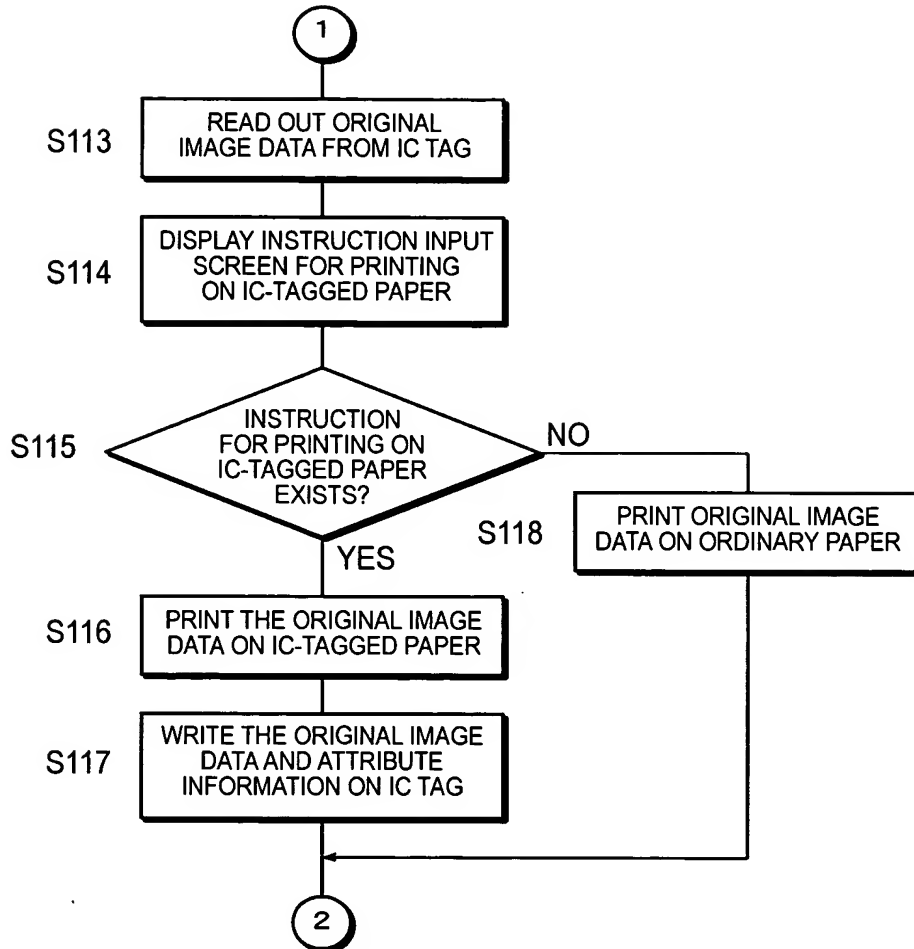 1
S113
READ OUT ORIGINAL
IMAGE DATA FROM IC TAG
S114
DISPLAY INSTRUCTION INPUT
SCREEN FOR PRINTING
ON IC-TAGGED PAPER
S115
INSTRUCTION
FOR PRINTING ON
IC-TAGGED PAPER
EXISTS?
NO
YES
S118
PRINT ORIGINAL IMAGE
DATA ON ORDINARY PAPER
S116
PRINT THE ORIGINAL IMAGE
DATA ON IC-TAGGED PAPER
S117
WRITE THE ORIGINAL IMAGE
DATA AND ATTRIBUTE
INFORMATION ON IC TAG
2